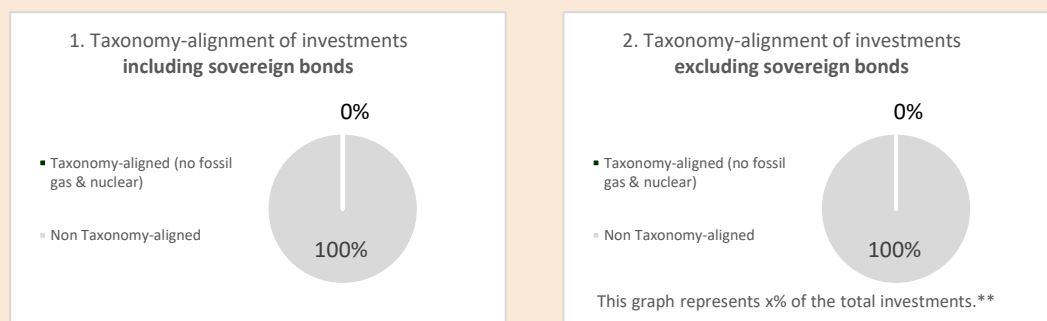 1. Taxonomy-alignment of investments
including sovereign bonds
0%
Taxonomy-aligned (no fossil
gas & nuclear)
Non Taxonomy-aligned
100%
2. Taxonomy-alignment of investments
excluding sovereign bonds
0%
Taxonomy-aligned (no fossil
gas & nuclear)
Non Taxonomy-aligned
100%
This graph represents x% of the total investments.**